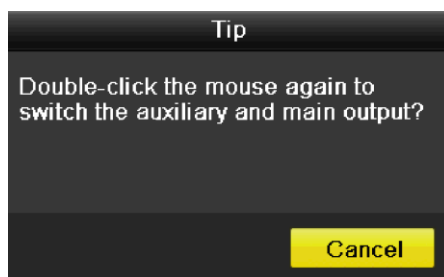 Tip
Double-click the mouse again to
switch the auxiliary and main output?
Cancel